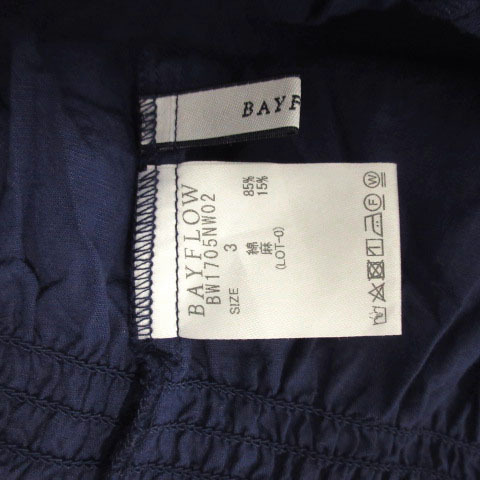 BAYF
BAYFLOW
BW1705NW02
SIZE 3
綿 85%
麻 15%
(LOT-0)